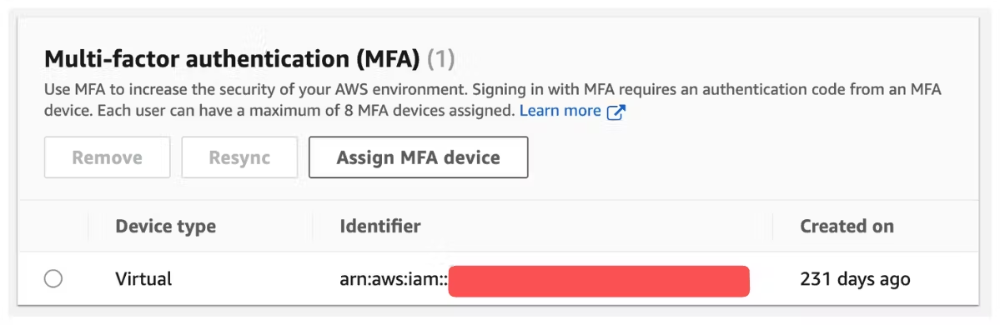 Multi-factor authentication (MFA) (1)
Use MFA to increase the security of your AWS environment. Signing in with MFA requires an authentication code from an MFA
device. Each user can have a maximum of 8 MFA devices assigned. Learn more
Remove Resync Assign MFA device
Device type Identifier Created on
Virtual arn:aws:iam:: 231 days ago